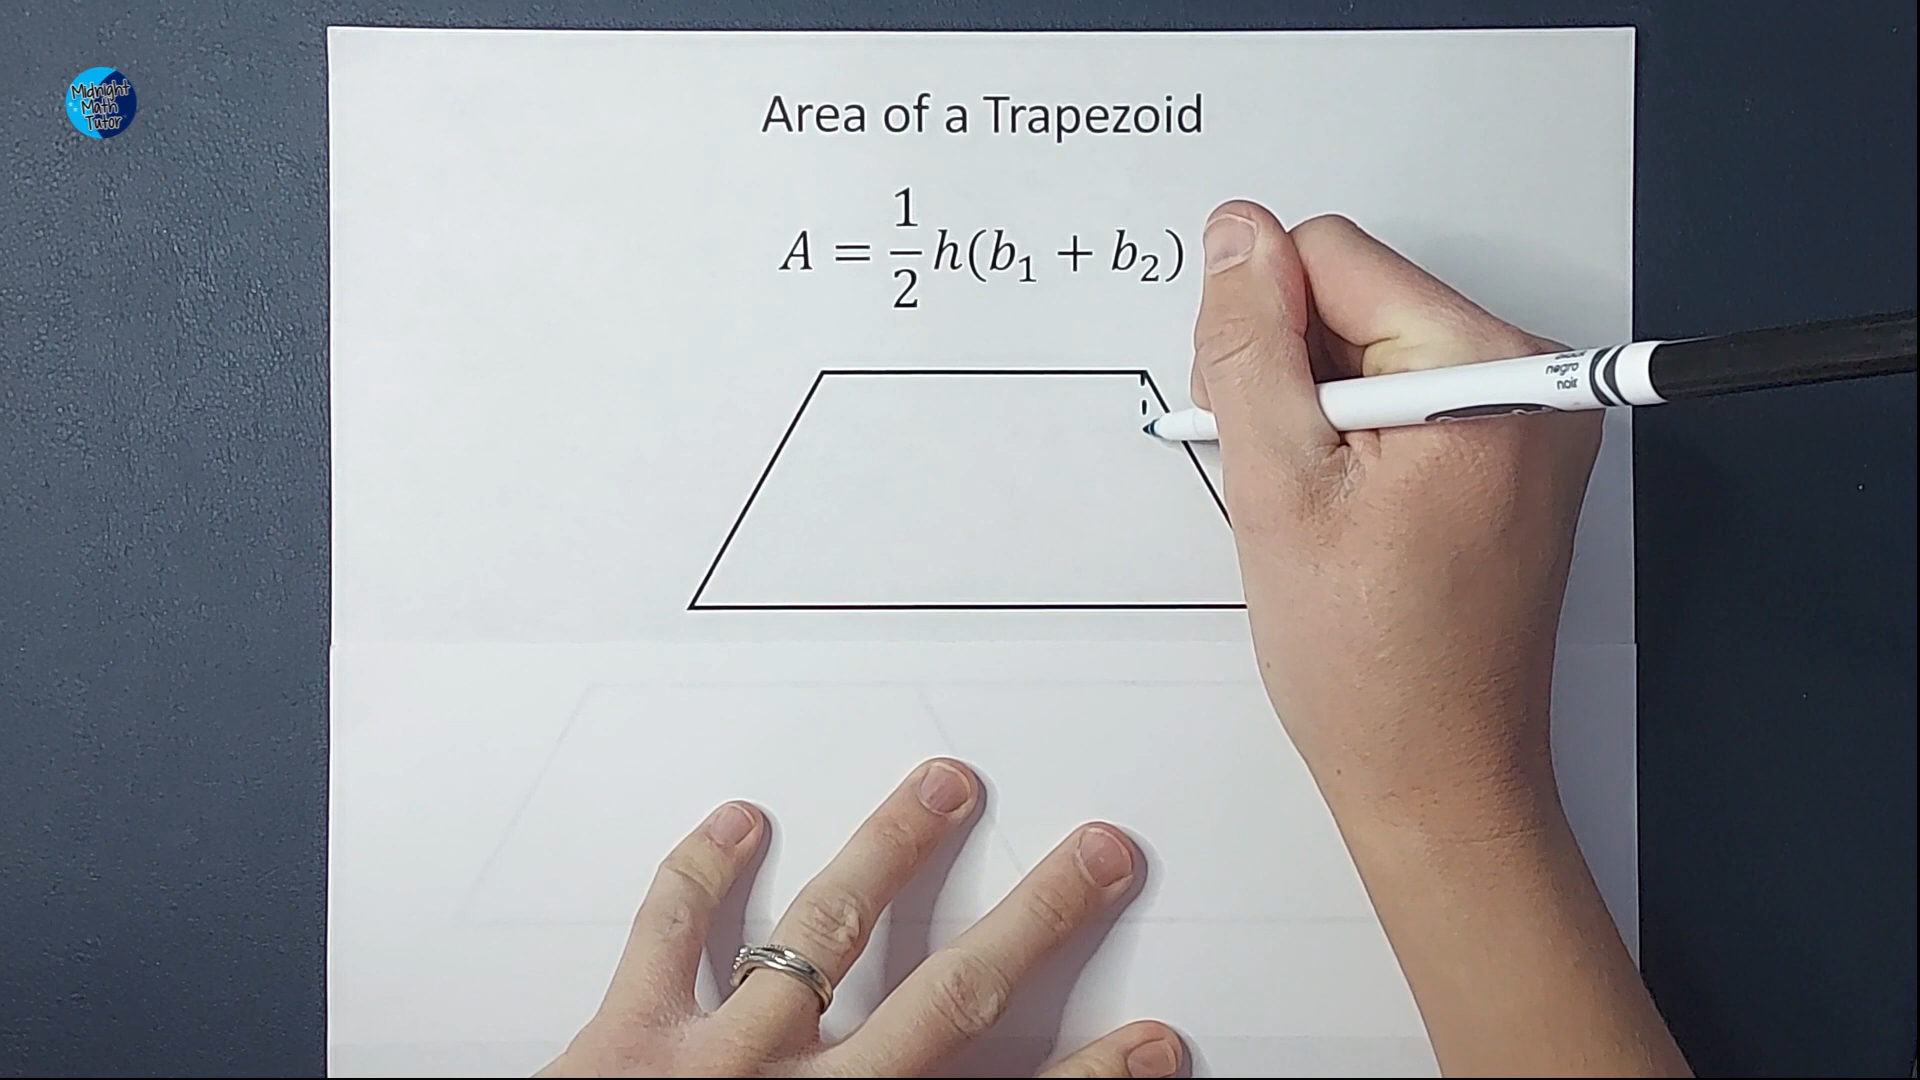 Midnight
Math
Tutor
Area of a Trapezoid
A = 1/2 h(b₁ + b₂)
negro
noir